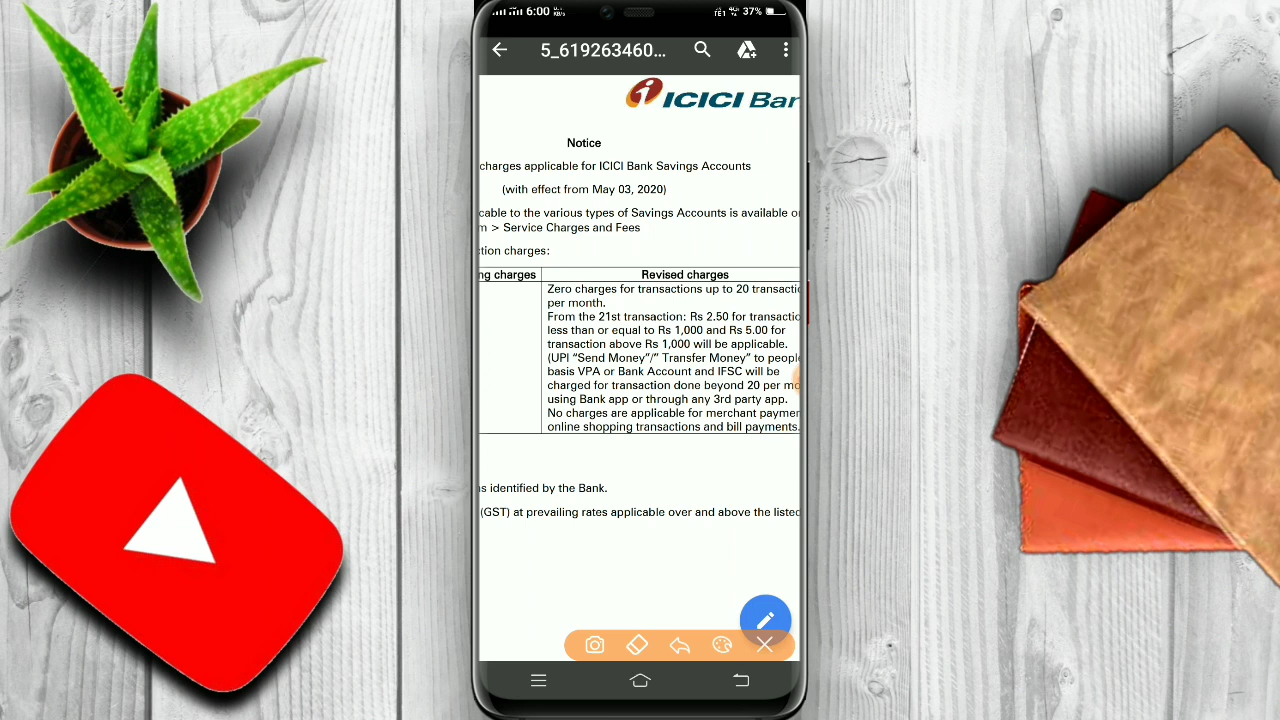 6:00
37%
5_619263460...
i ICICI Bar
Notice
charges applicable for ICICI Bank Savings Accounts
(with effect from May 03, 2020)
cable to the various types of Savings Accounts is available
m > Service Charges and Fees
ction charges:
ng charges
Revised charges
Zero charges for transactions up to 20 transactio
per month.
From the 21st transaction: Rs 2.50 for transactio
less than or equal to Rs 1,000 and Rs 5.00 for
transaction above Rs 1,000 will be applicable.
(UPI “Send Money”/” Transfer Money” to people
basis VPA or Bank Account and IFSC will be
charged for transaction done beyond 20 per mo
using Bank app or through any 3rd party app.
No charges are applicable for merchant paymen
online shopping transactions and bill payments.
s identified by the Bank.
(GST) at prevailing rates applicable over and above the listed